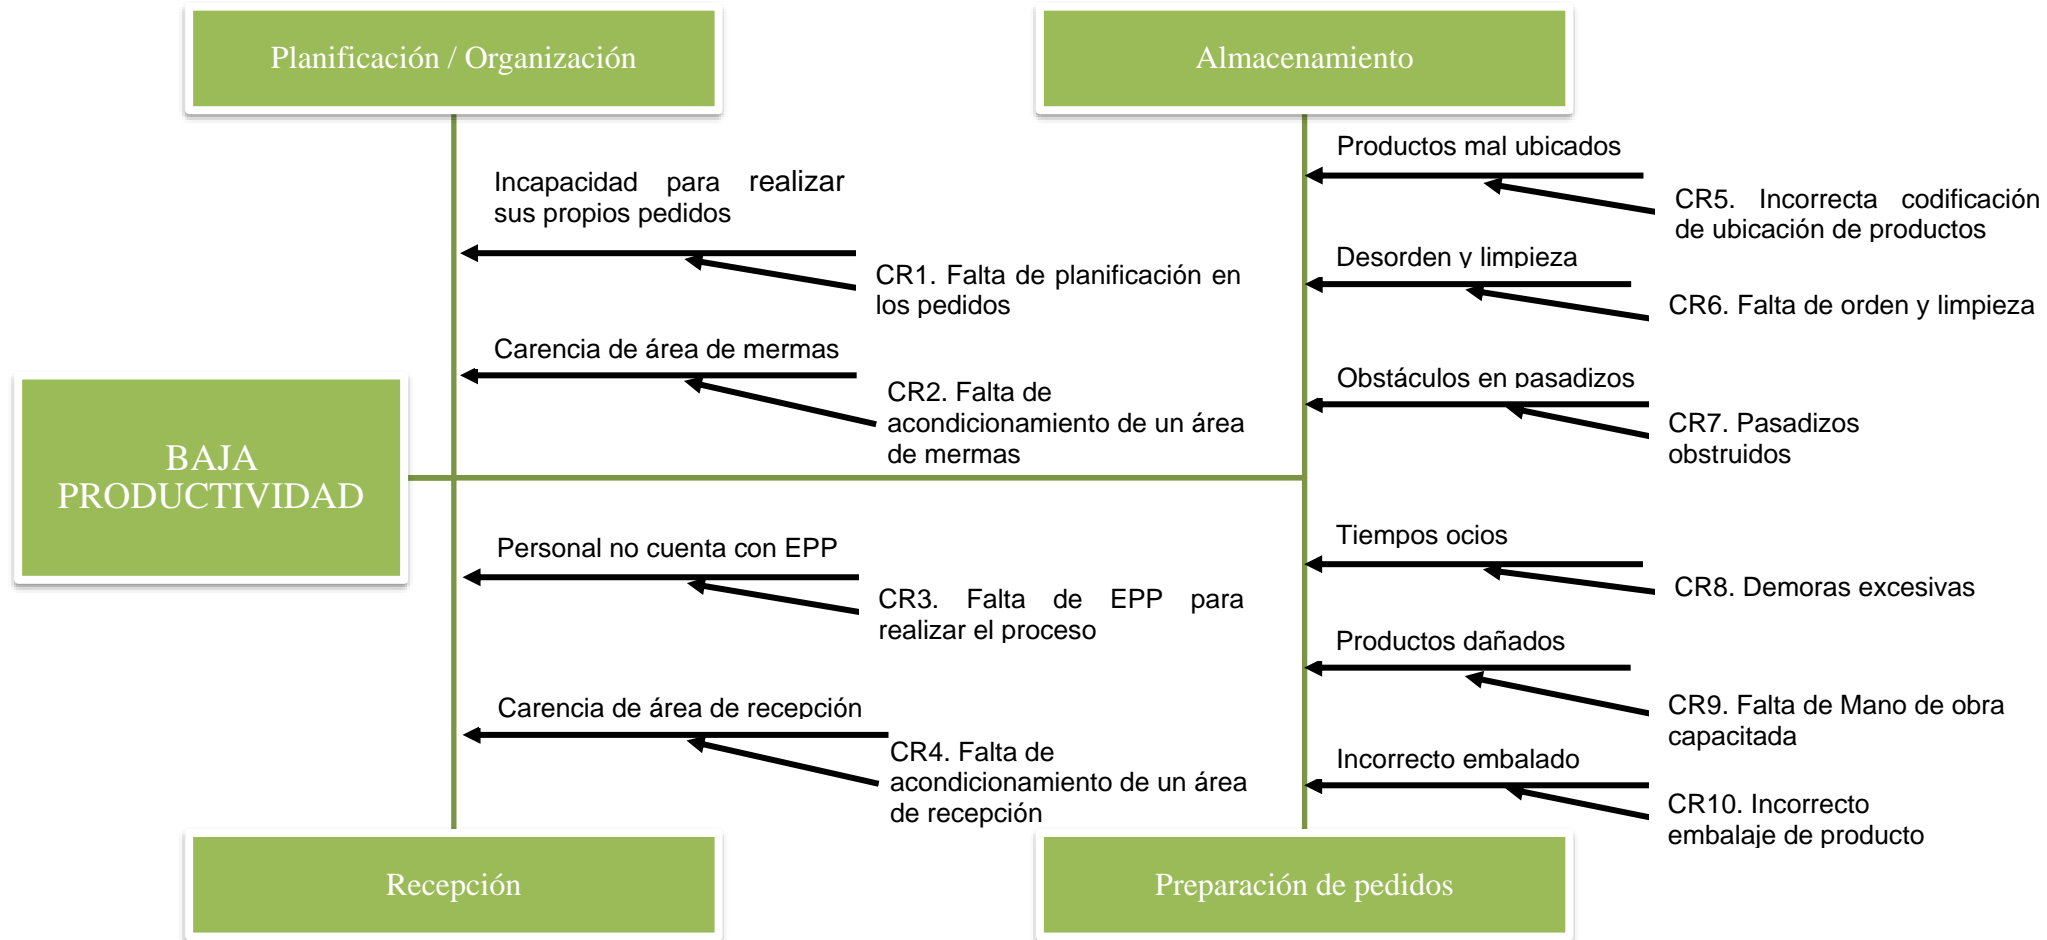 Planificación / Organización
Almacenamiento
Incapacidad para realizar
sus propios pedidos
CR1. Falta de planificación en
los pedidos
Carencia de área de mermas
CR2. Falta de
acondicionamiento de un área
de mermas
Productos mal ubicados
CR5. Incorrecta codificación
de ubicación de productos
Desorden y limpieza
CR6. Falta de orden y limpieza
Obstáculos en pasadizos
CR7. Pasadizos
obstruidos
BAJA
PRODUCTIVIDAD
Personal no cuenta con EPP
CR3. Falta de EPP para
realizar el proceso
Carencia de área de recepción
CR4. Falta de
acondicionamiento de un área
de recepción
Tiempos ocios
CR8. Demoras excesivas
Productos dañados
CR9. Falta de Mano de obra
capacitada
Incorrecto embalado
CR10. Incorrecto
embalaje de producto
Recepción
Preparación de pedidos